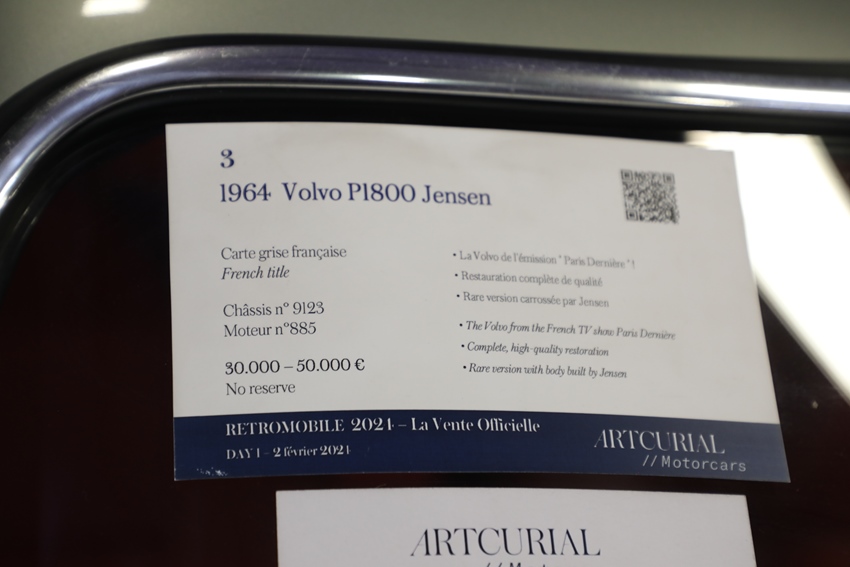 3
1964 Volvo P1800 Jensen
Carte grise française
French title
Châssis n° 9123
Moteur n°885
30.000 – 50.000 €
No reserve
• La Volvo de l'émission " Paris Dernière " !
• Restauration complète de qualité
• Rare version carrossée par Jensen
• The Volvo from the French TV show Paris Dernière
• Complete, high-quality restoration
• Rare version with body built by Jensen
RETROMOBILE 2024 – La Vente Officielle
DAY 1 - 2 février 2024
ARTCURIAL
// Motorcars
ARTCURIAL